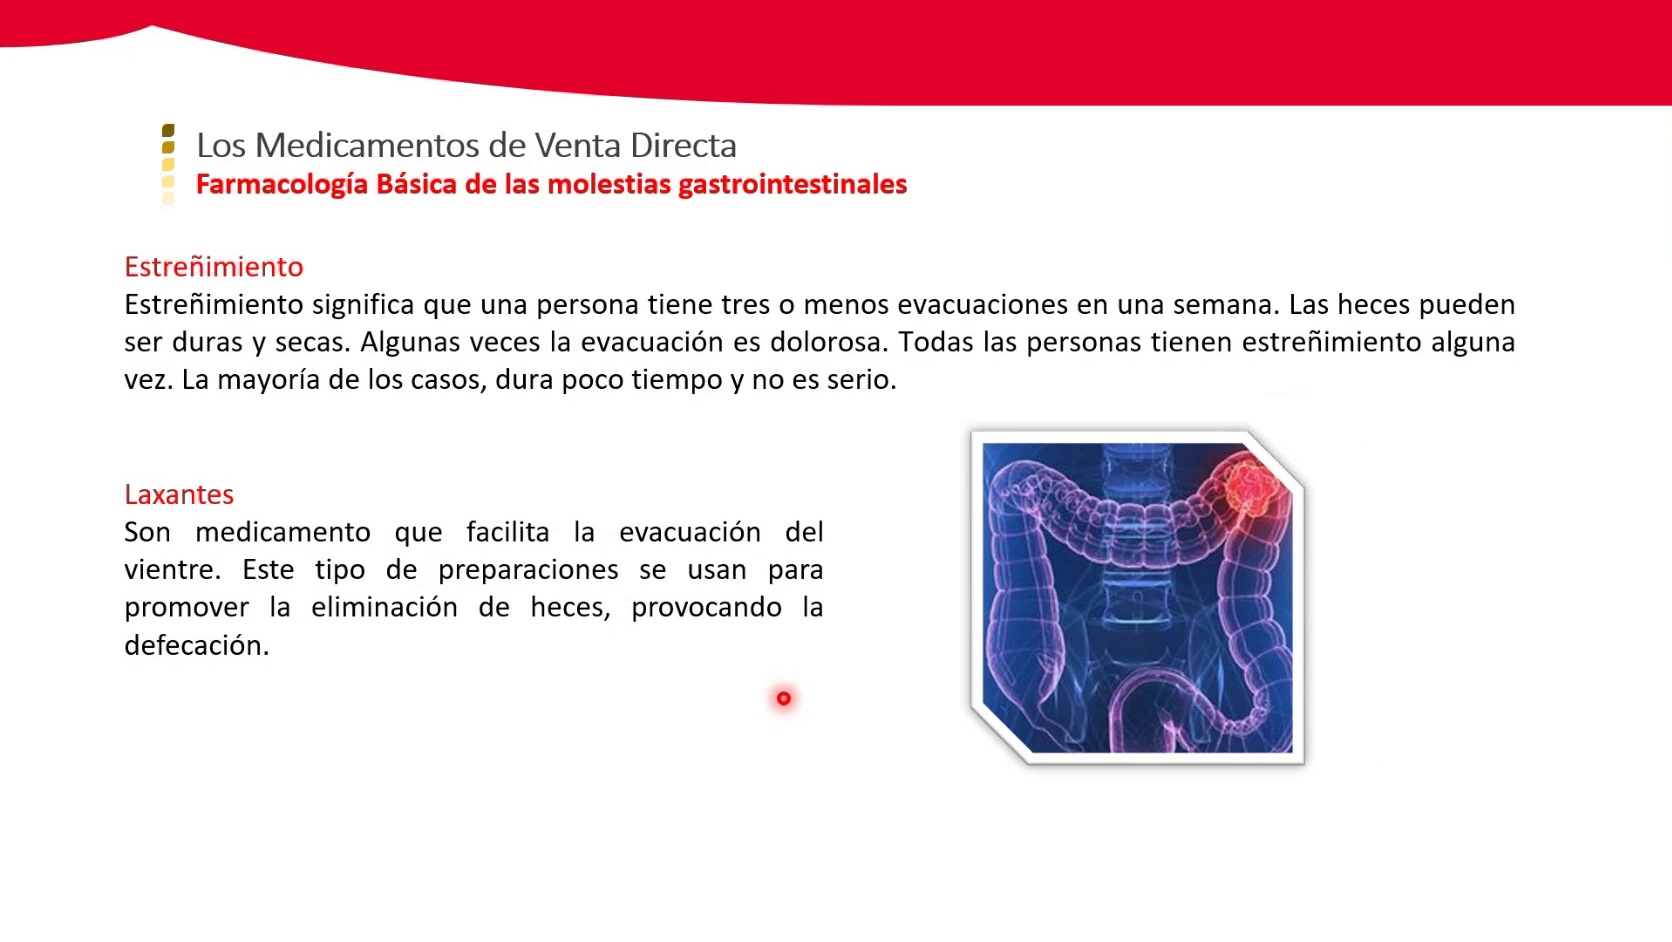 Los Medicamentos de Venta Directa
Farmacología Básica de las molestias gastrointestinales
Estreñimiento
Estreñimiento significa que una persona tiene tres o menos evacuaciones en una semana. Las heces pueden
ser duras y secas. Algunas veces la evacuación es dolorosa. Todas las personas tienen estreñimiento alguna
vez. La mayoría de los casos, dura poco tiempo y no es serio.
Laxantes
Son medicamento que facilita la evacuación del
vientre. Este tipo de preparaciones se usan para
promover la eliminación de heces, provocando la
defecación.